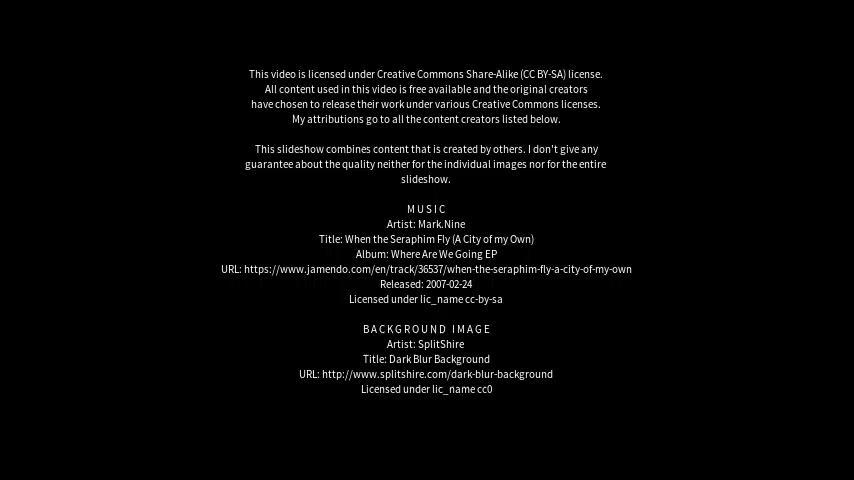 This video is licensed under Creative Commons Share-Alike (CC BY-SA) license.
All content used in this video is free available and the original creators
have chosen to release their work under various Creative Commons licenses.
My attributions go to all the content creators listed below.
This slideshow combines content that is created by others. I don't give any
guarantee about the quality neither for the individual images nor for the entire
slideshow.
MUSIC
Artist: Mark.Nine
Title: When the Seraphim Fly (A City of my Own)
Album: Where Are We Going EP
URL: https://www.jamendo.com/en/track/36537/when-the-seraphim-fly-a-city-of-my-own
Released: 2007-02-24
Licensed under lic_name cc-by-sa
BACKGROUND IMAGE
Artist: SplitShire
Title: Dark Blur Background
URL: http://www.splitshire.com/dark-blur-background
Licensed under lic_name cc0